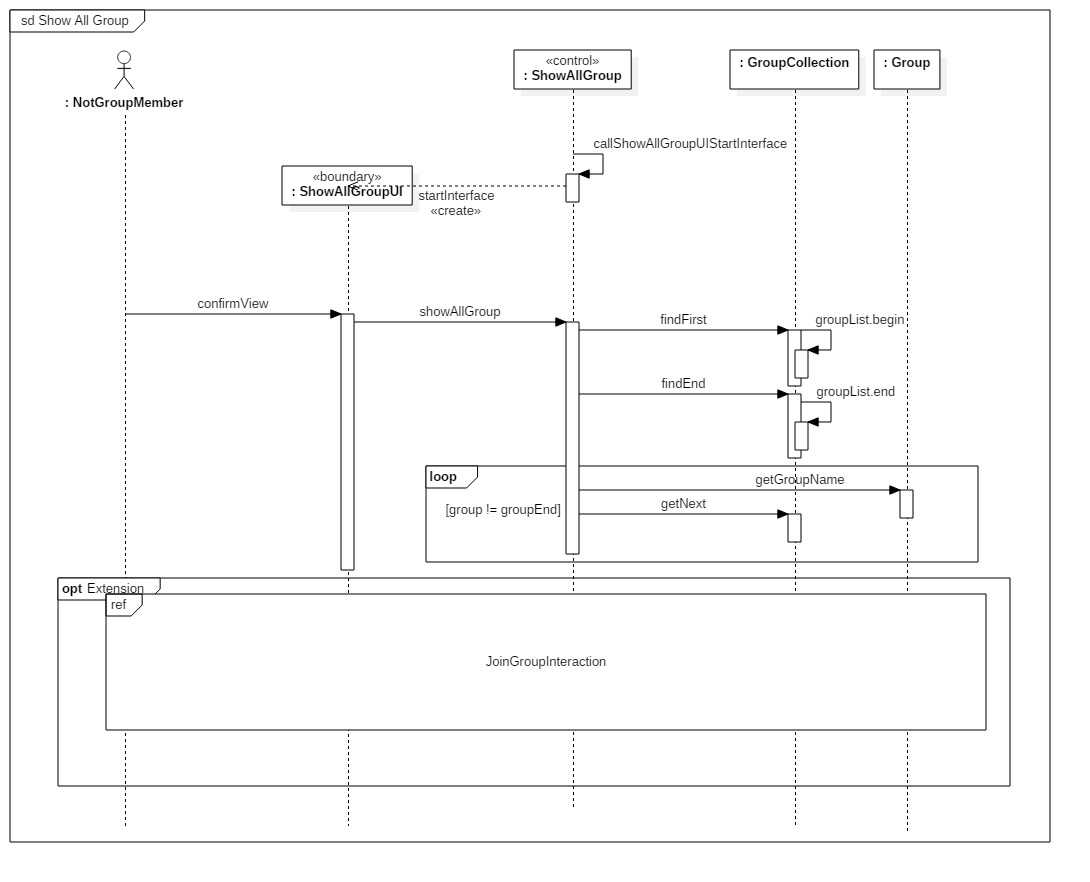 sd Show All Group
: NotGroupMember
«control»
: ShowAllGroup
: GroupCollection
: Group
callShowAllGroupUIStartInterface
«boundary»
: ShowAllGroupUI
startInterface
«create»
confirmView
showAllGroup
findFirst
groupList.begin
findEnd
groupList.end
loop
getGroupName
[group != groupEnd]
getNext
opt Extension
ref
JoinGroupInteraction